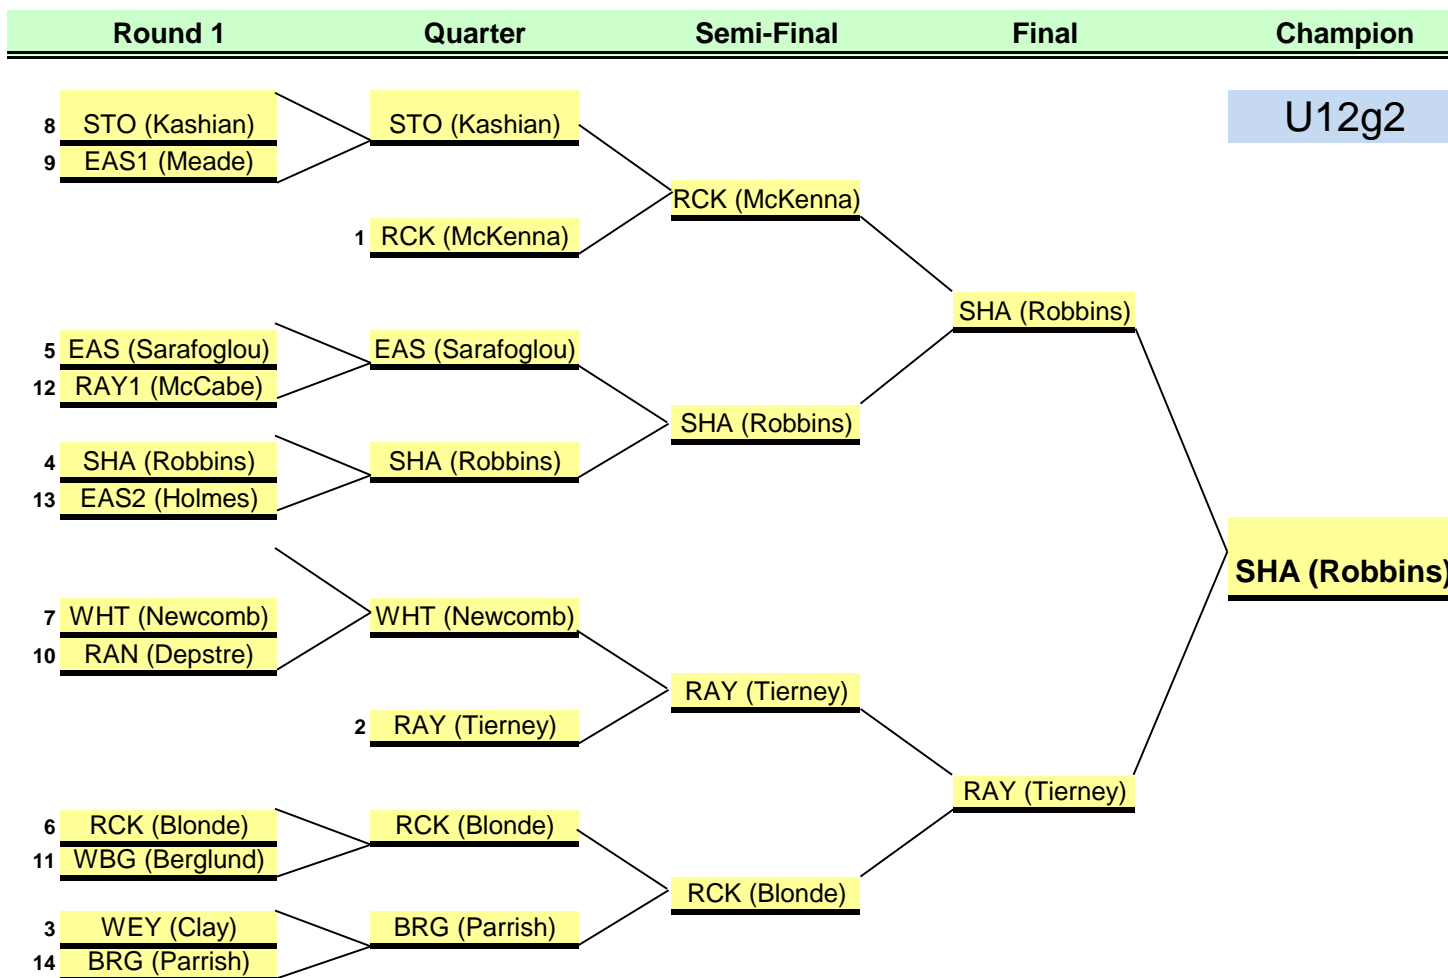 Round 1 Quarter Semi-Final Final Champion
U12g2
8 STO (Kashian) STO (Kashian)
9 EAS1 (Meade)
RCK (McKenna)
1 RCK (McKenna)
SHA (Robbins)
5 EAS (Sarafoglou) EAS (Sarafoglou)
12 RAY1 (McCabe)
SHA (Robbins)
4 SHA (Robbins) SHA (Robbins)
13 EAS2 (Holmes)
SHA (Robbins)
7 WHT (Newcomb) WHT (Newcomb)
10 RAN (Depstre)
RAY (Tierney)
2 RAY (Tierney)
RAY (Tierney)
6 RCK (Blonde) RCK (Blonde)
11 WBG (Berglund)
RCK (Blonde)
3 WEY (Clay) BRG (Parrish)
14 BRG (Parrish)